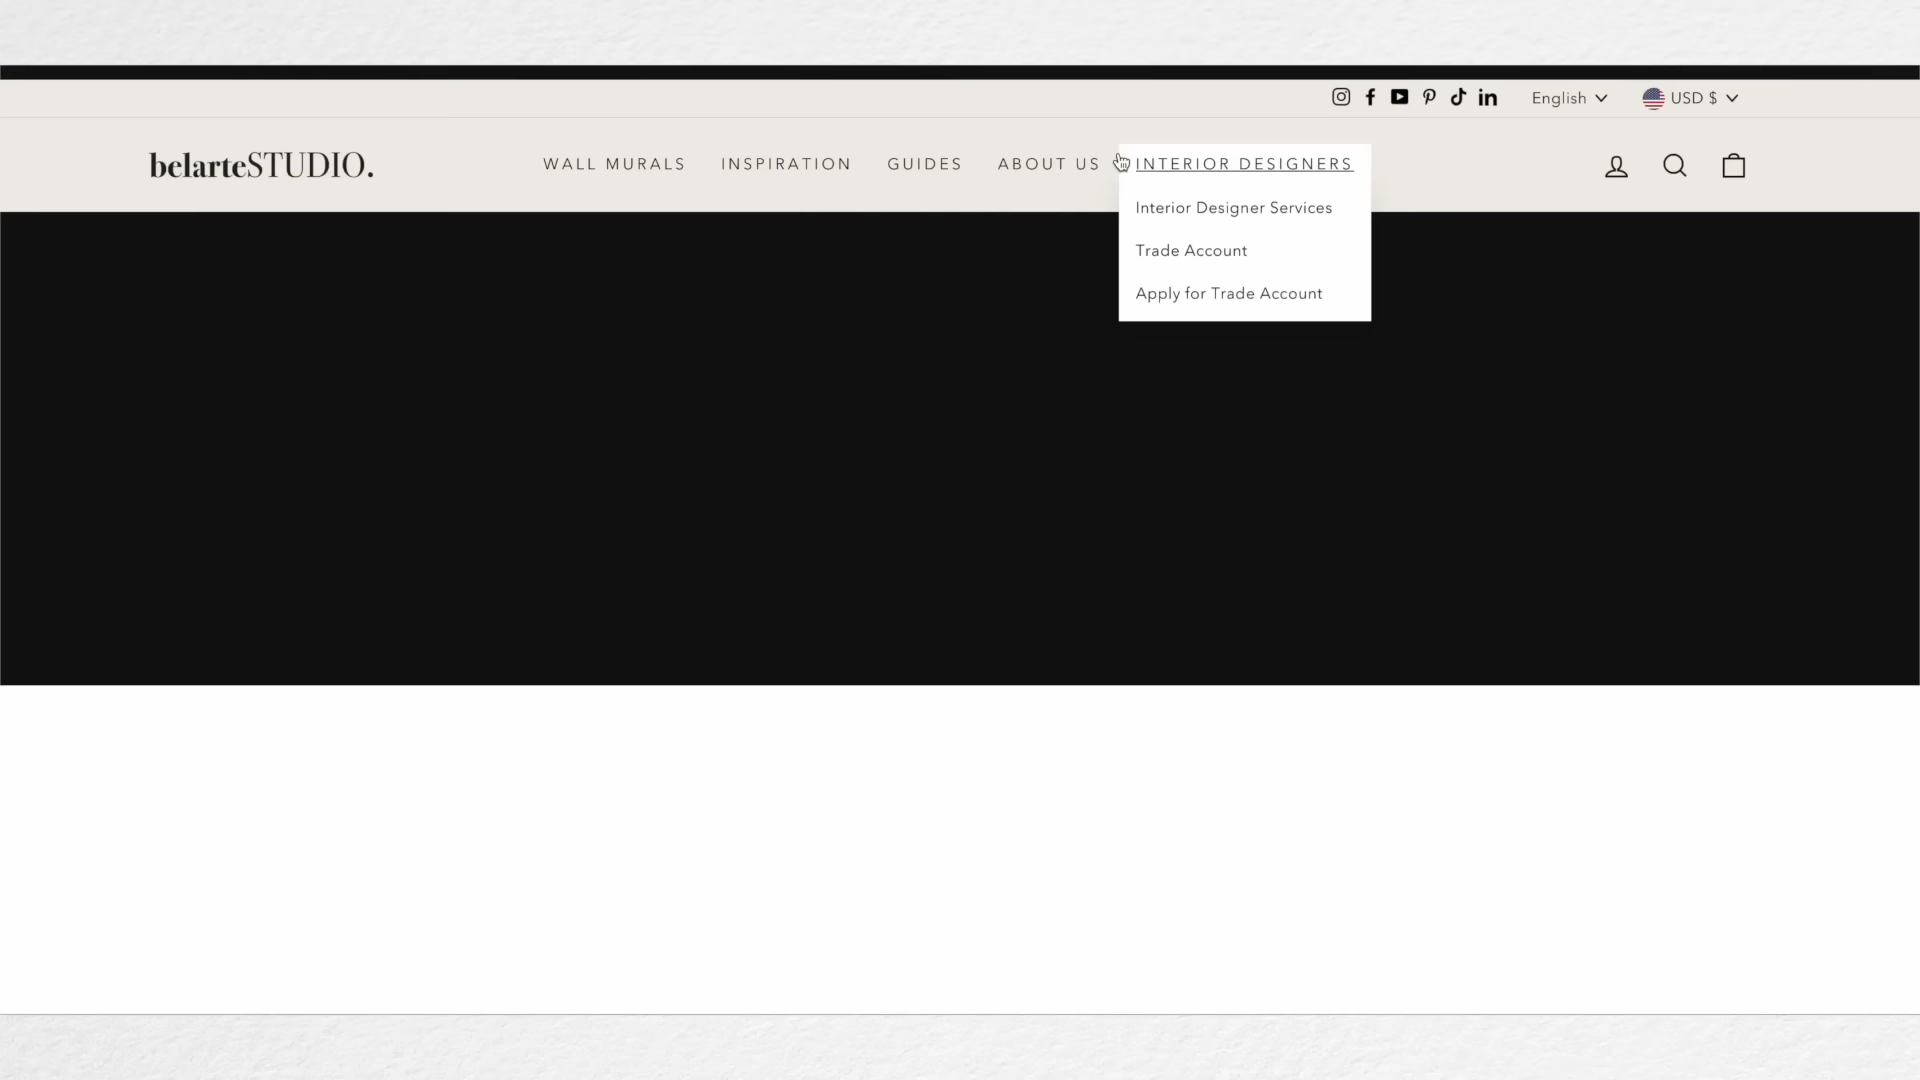 English
USD $
belarteSTUDIO.
WALL MURALS INSPIRATION GUIDES ABOUT US INTERIOR DESIGNERS
Interior Designer Services
Trade Account
Apply for Trade Account